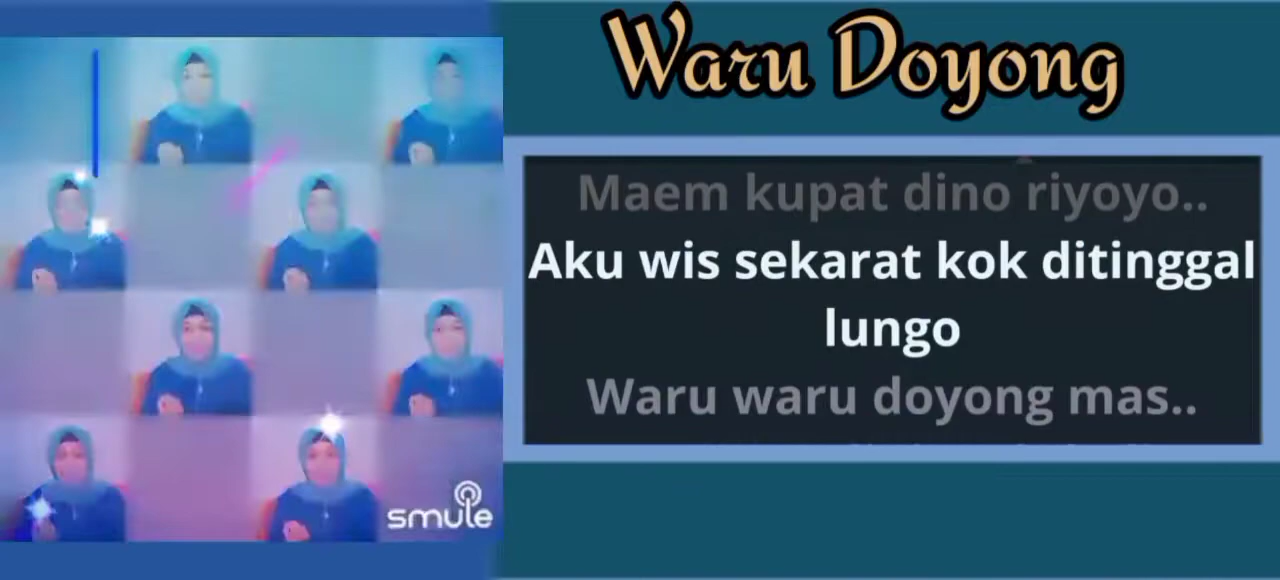 Waru Doyong
Maem kupat dino riyoyo..
Aku wis sekarat kok ditinggal
lungo
Waru waru doyong mas..
smule